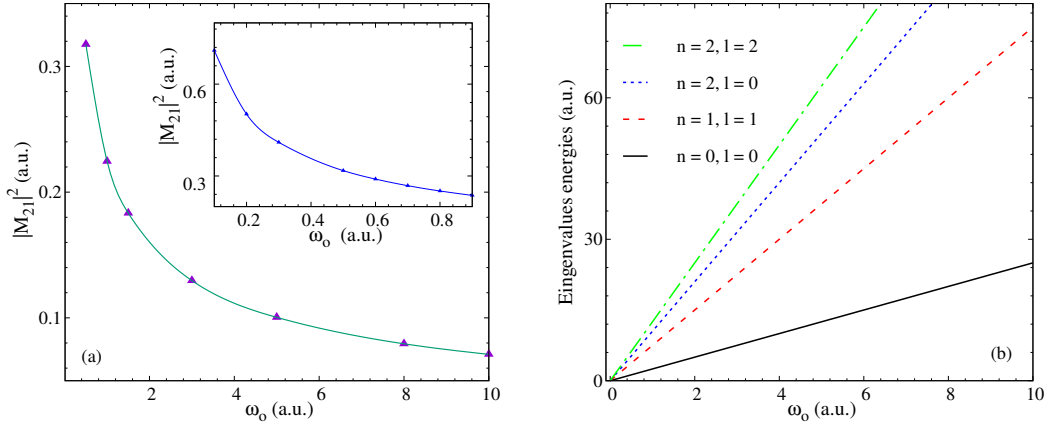 |M₂₁|² (a.u.)
0.3
0.2
0.1
(a)
2
4
6
8
10
ωₒ (a.u.)
|M₂₁|² (a.u.)
0.6
0.3
0.2
0.4
0.6
0.8
ωₒ (a.u.)
Eingenvalues energies (a.u.)
60
30
0
n = 2, l = 2
n = 2, l = 0
n = 1, l = 1
n = 0, l = 0
(b)
0
2
4
6
8
10
ωₒ (a.u.)